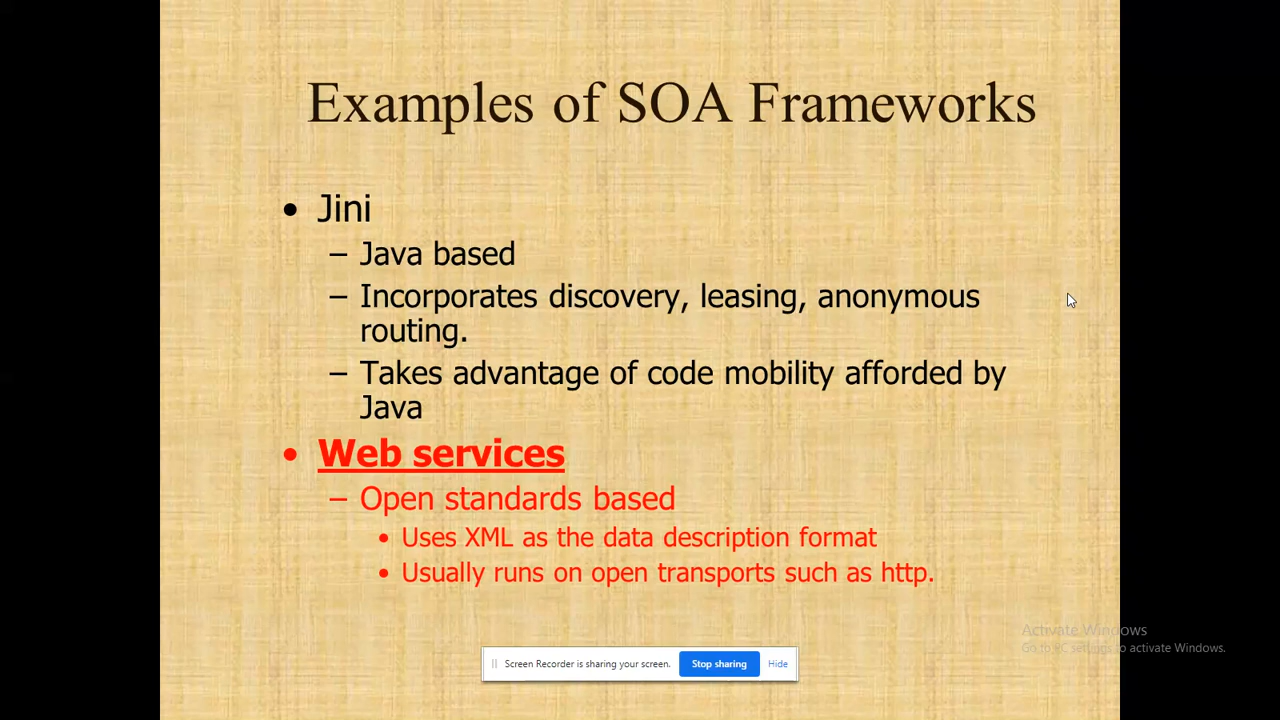 Examples of SOA Frameworks
• Jini
– Java based
– Incorporates discovery, leasing, anonymous
routing.
– Takes advantage of code mobility afforded by
Java
• Web services
– Open standards based
• Uses XML as the data description format
• Usually runs on open transports such as http.
Activate Windows
Go to PC settings to activate Windows.
Screen Recorder is sharing your screen. Stop sharing Hide